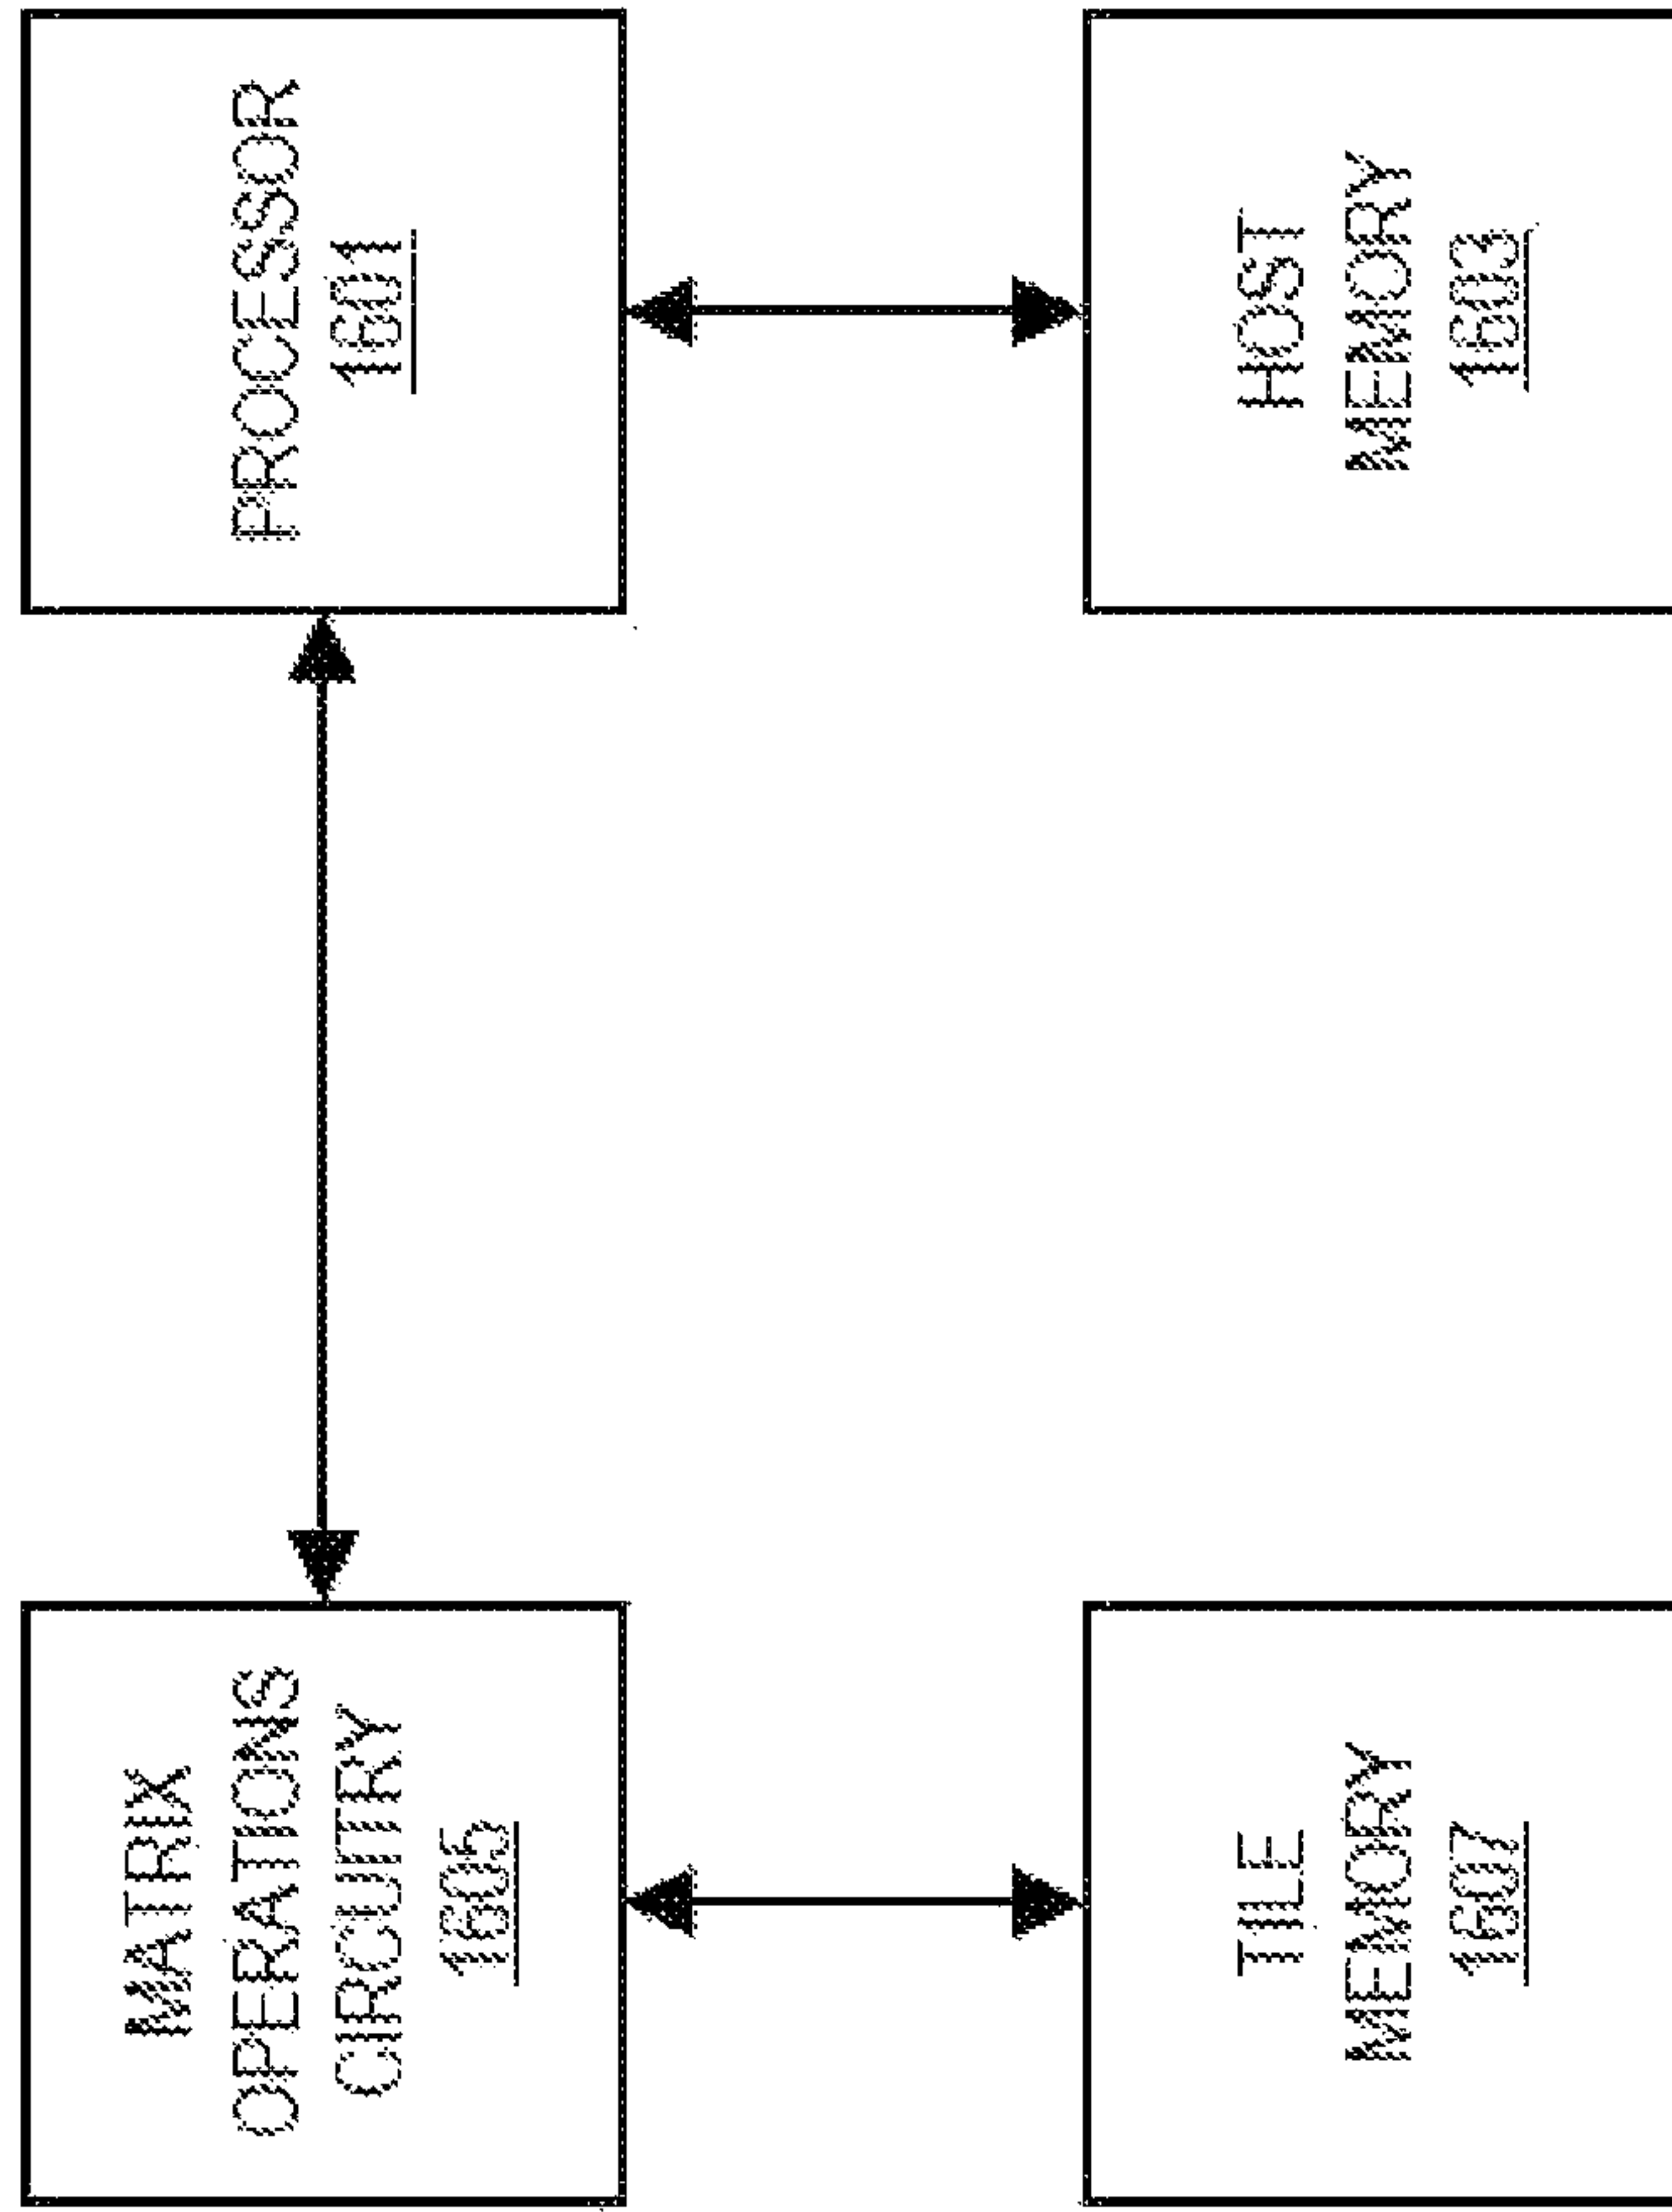 MATRIX
OPERATIONS
CIRCUITRY
1605
PROCESSOR
1601
TILE
MEMORY
1607
HOST
MEMORY
1603